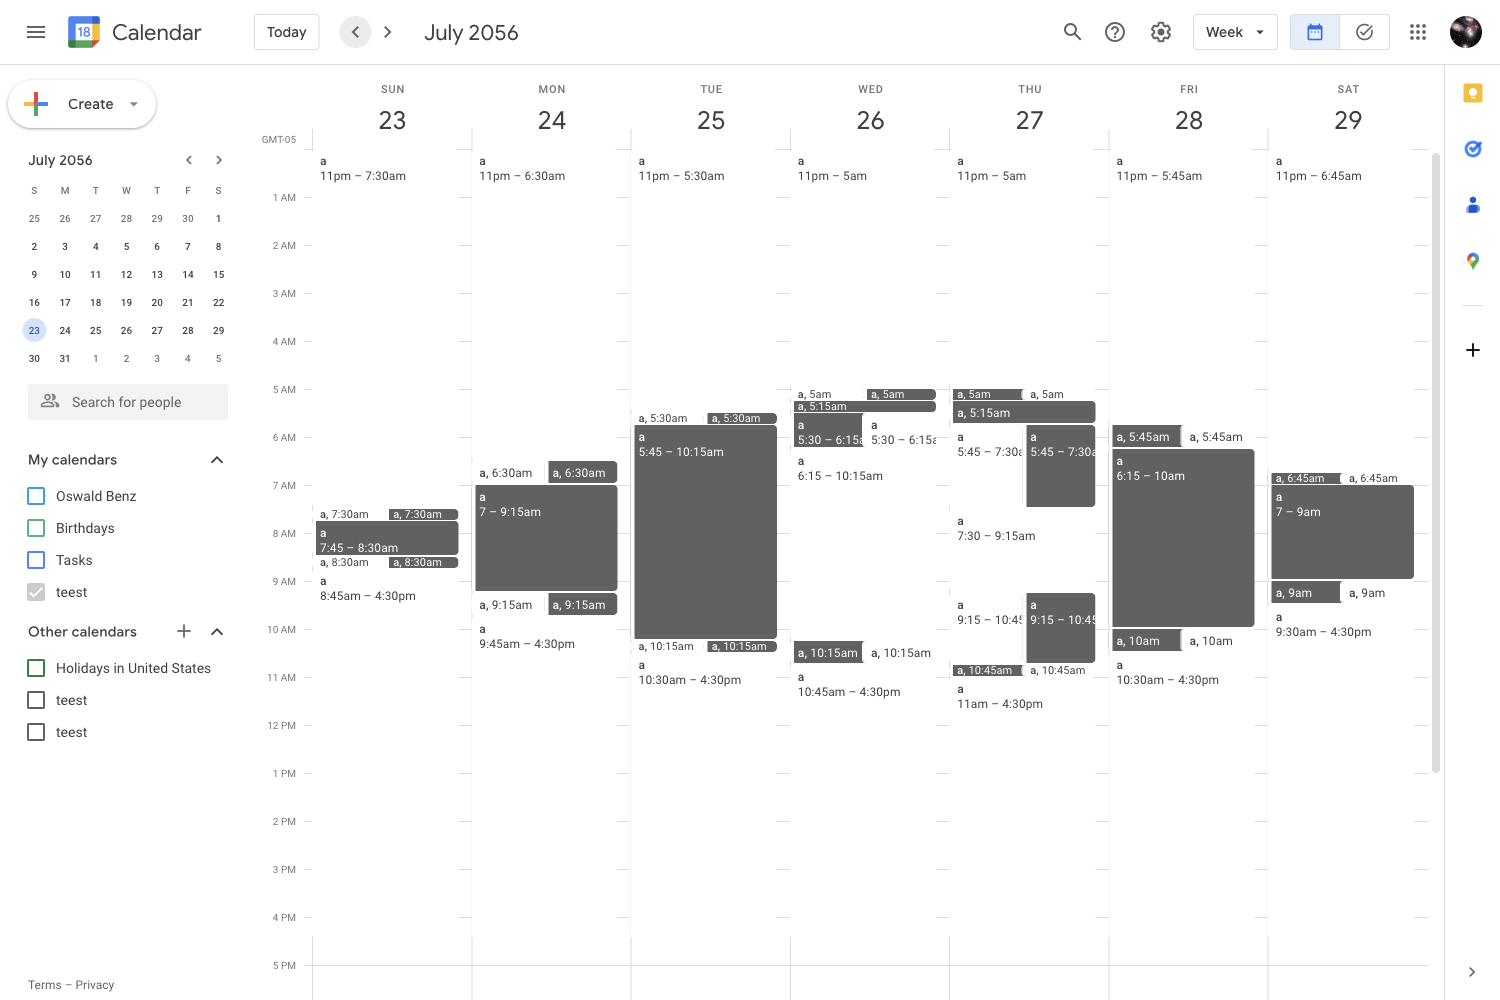 18 Calendar Today July 2056 Week
Create
July 2056
S M T W T F S
25 26 27 28 29 30 1
2 3 4 5 6 7 8
9 10 11 12 13 14 15
16 17 18 19 20 21 22
23 24 25 26 27 28 29
30 31 1 2 3 4 5
Search for people
My calendars
Oswald Benz
Birthdays
Tasks
teest
Other calendars
Holidays in United States
teest
teest
Terms – Privacy
SUN MON TUE WED THU FRI SAT
23 24 25 26 27 28 29
GMT-05
1 AM
2 AM
3 AM
4 AM
5 AM
6 AM
7 AM
8 AM
9 AM
10 AM
11 AM
12 PM
1 PM
2 PM
3 PM
4 PM
5 PM
a
11pm – 7:30am
a, 7:30am a, 7:30am
a
7:45 – 8:30am
a, 8:30am a, 8:30am
a
8:45am – 4:30pm
a
11pm – 6:30am
a, 6:30am a, 6:30am
a
7 – 9:15am
a, 9:15am a, 9:15am
a
9:45am – 4:30pm
a
11pm – 5:30am
a, 5:30am a, 5:30am
a
5:45 – 10:15am
a, 10:15am a, 10:15am
a
10:30am – 4:30pm
a
11pm – 5am
a, 5am a, 5am
a, 5:15am
a a
5:30 – 6:15a 5:30 – 6:15a
a
6:15 – 10:15am
a, 10:15am a, 10:15am
a
10:45am – 4:30pm
a
11pm – 5am
a, 5am a, 5am
a, 5:15am
a a
5:45 – 7:30a 5:45 – 7:30a
a
7:30 – 9:15am
a a
9:15 – 10:45 9:15 – 10:45
a, 10:45am a, 10:45am
a
11am – 4:30pm
a
11pm – 5:45am
a, 5:45am a, 5:45am
a
6:15 – 10am
a, 10am a, 10am
a
10:30am – 4:30pm
a
11pm – 6:45am
a, 6:45am a, 6:45am
a
7 – 9am
a, 9am a, 9am
a
9:30am – 4:30pm